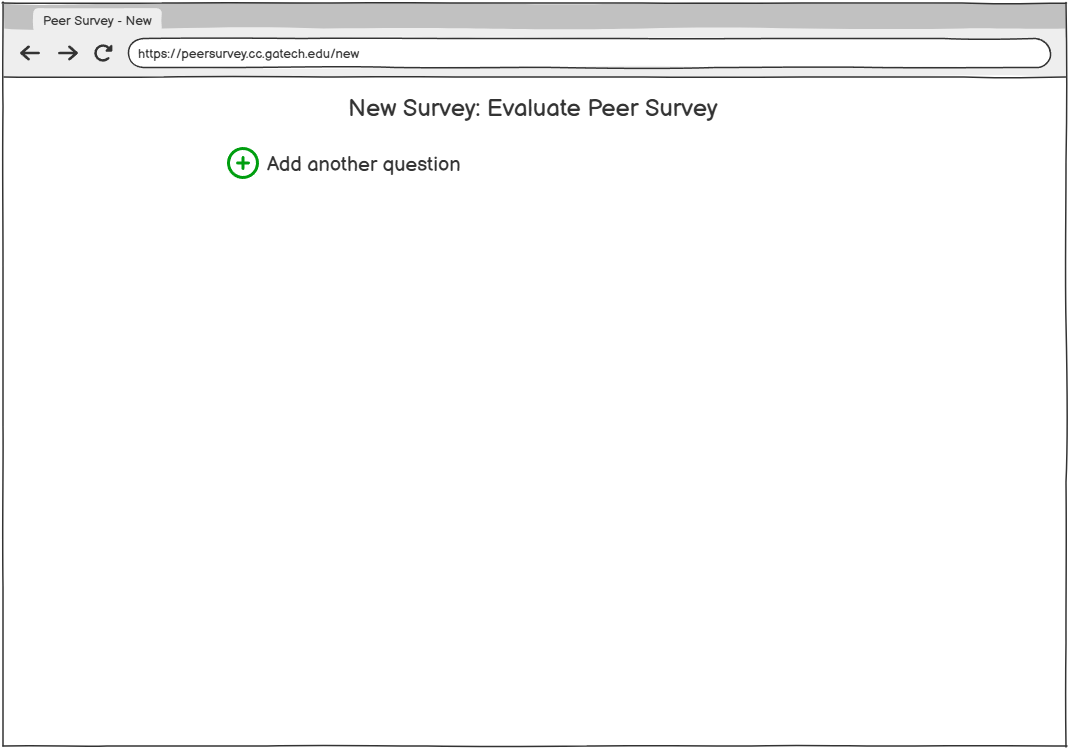 Peer Survey - New
https://peersurvey.cc.gatech.edu/new
New Survey: Evaluate Peer Survey
Add another question